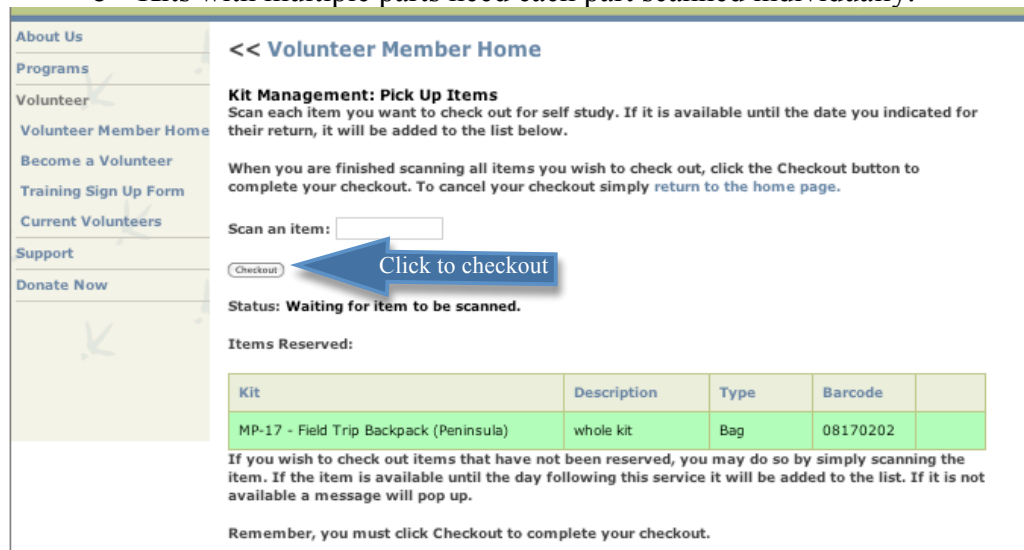 Kits with multiple parts need each part scanned individually.
About Us
Programs
Volunteer
Volunteer Member Home
Become a Volunteer
Training Sign Up Form
Current Volunteers
Support
Donate Now
<< Volunteer Member Home
Kit Management: Pick Up Items
Scan each item you want to check out for self study. If it is available until the date you indicated for
their return, it will be added to the list below.
When you are finished scanning all items you wish to check out, click the Checkout button to
complete your checkout. To cancel your checkout simply return to the home page.
Scan an item:
Checkout
Click to checkout
Status: Waiting for item to be scanned.
Items Reserved:
Kit Description Type Barcode
MP-17 - Field Trip Backpack (Peninsula) whole kit Bag 08170202
If you wish to check out items that have not been reserved, you may do so by simply scanning the
item. If the item is available until the day following this service it will be added to the list. If it is not
available a message will pop up.
Remember, you must click Checkout to complete your checkout.